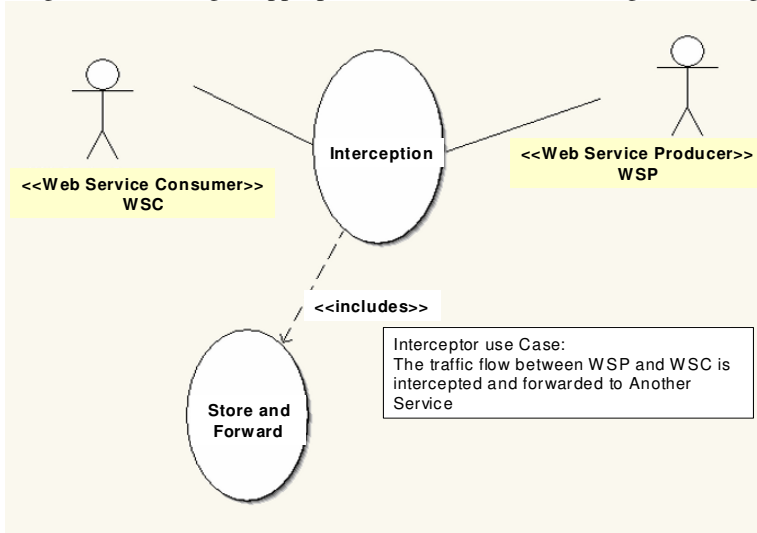 Interception
<<Web Service Consumer>>
WSC
<<Web Service Producer>>
WSP
<<includes>>
Interceptor use Case:
The traffic flow between WSP and WSC is
intercepted and forwarded to Another
Service
Store and
Forward